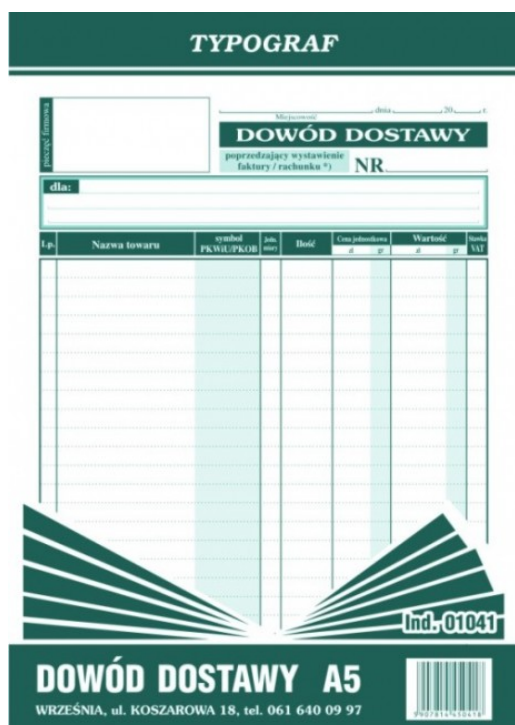 TYPOGRAF
pieczęć firmowa
dnia 20 r.
Miejscowość
DOWÓD DOSTAWY
poprzedzający wystawienie
faktury / rachunku *)
NR
dla:
Lp. Nazwa towaru symbol PKWiU/PKOB Jedn. miary Ilość Cena jednostkowa Wartość Stawka VAT
zł gr zł gr
Ind. 01041
DOWÓD DOSTAWY A5
WRZEŚNIA, ul. KOSZAROWA 18, tel. 061 640 09 97
9907814450418